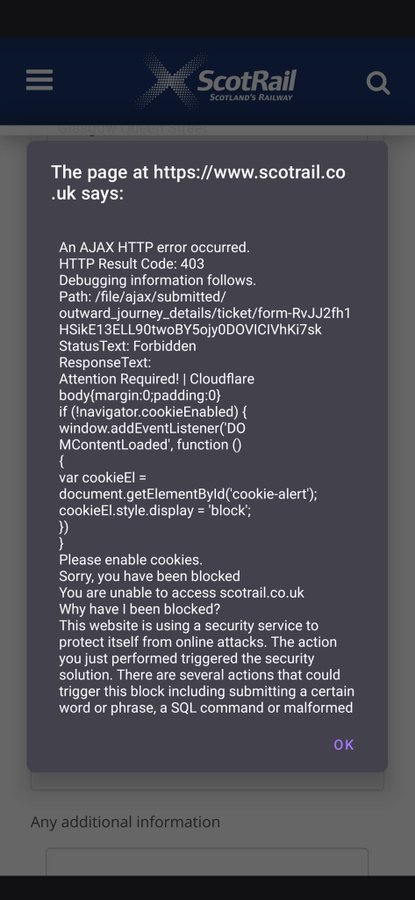 ScotRail
SCOTLAND'S RAILWAY
Glasgow Queen Street
The page at https://www.scotrail.co
.uk says:
An AJAX HTTP error occurred.
HTTP Result Code: 403
Debugging information follows.
Path: /file/ajax/submitted/
outward_journey_details/ticket/form-RvJJ2fh1
HSikE13ELL90twoBY5ojy0DOVICIVhKi7sk
StatusText: Forbidden
ResponseText:
Attention Required! | Cloudflare
body{margin:0;padding:0}
if (!navigator.cookieEnabled) {
window.addEventListener('DO
MContentLoaded', function ()
{
var cookieEl =
document.getElementById('cookie-alert');
cookieEl.style.display = 'block';
})
}
Please enable cookies.
Sorry, you have been blocked
You are unable to access scotrail.co.uk
Why have I been blocked?
This website is using a security service to
protect itself from online attacks. The action
you just performed triggered the security
solution. There are several actions that could
trigger this block including submitting a certain
word or phrase, a SQL command or malformed
OK
Any additional information